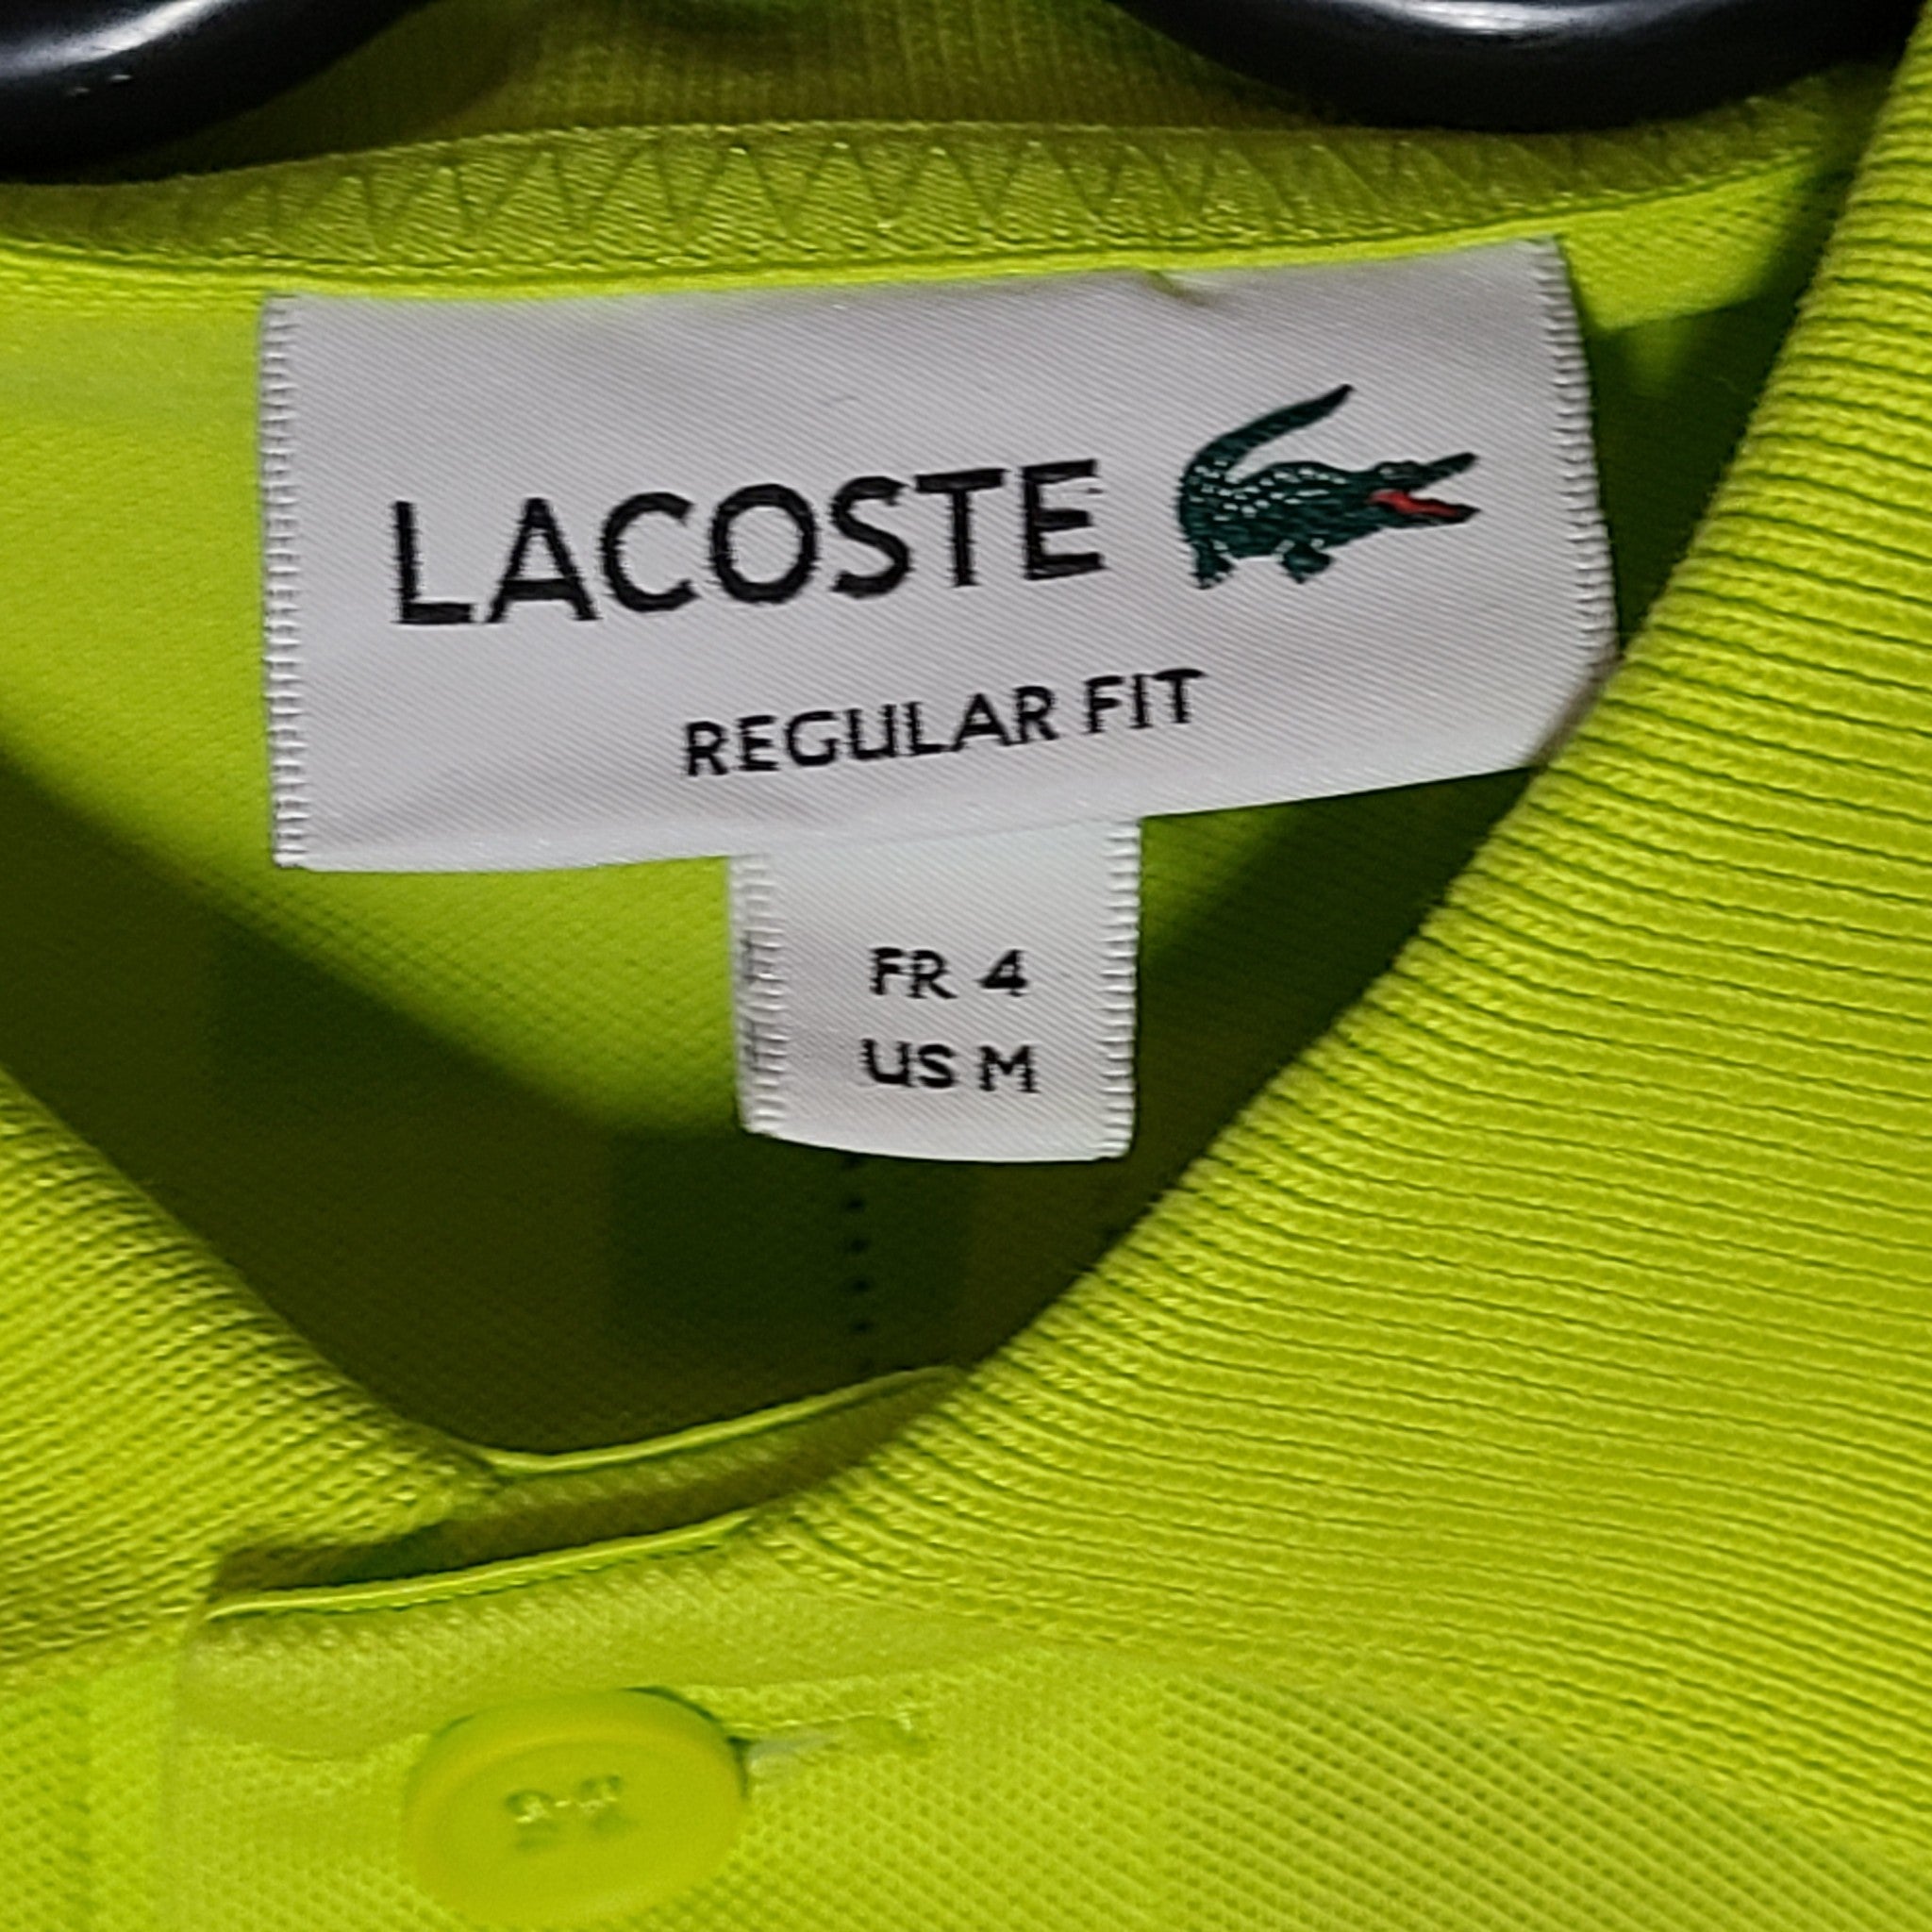 LACOSTE
REGULAR FIT
FR 4
US M